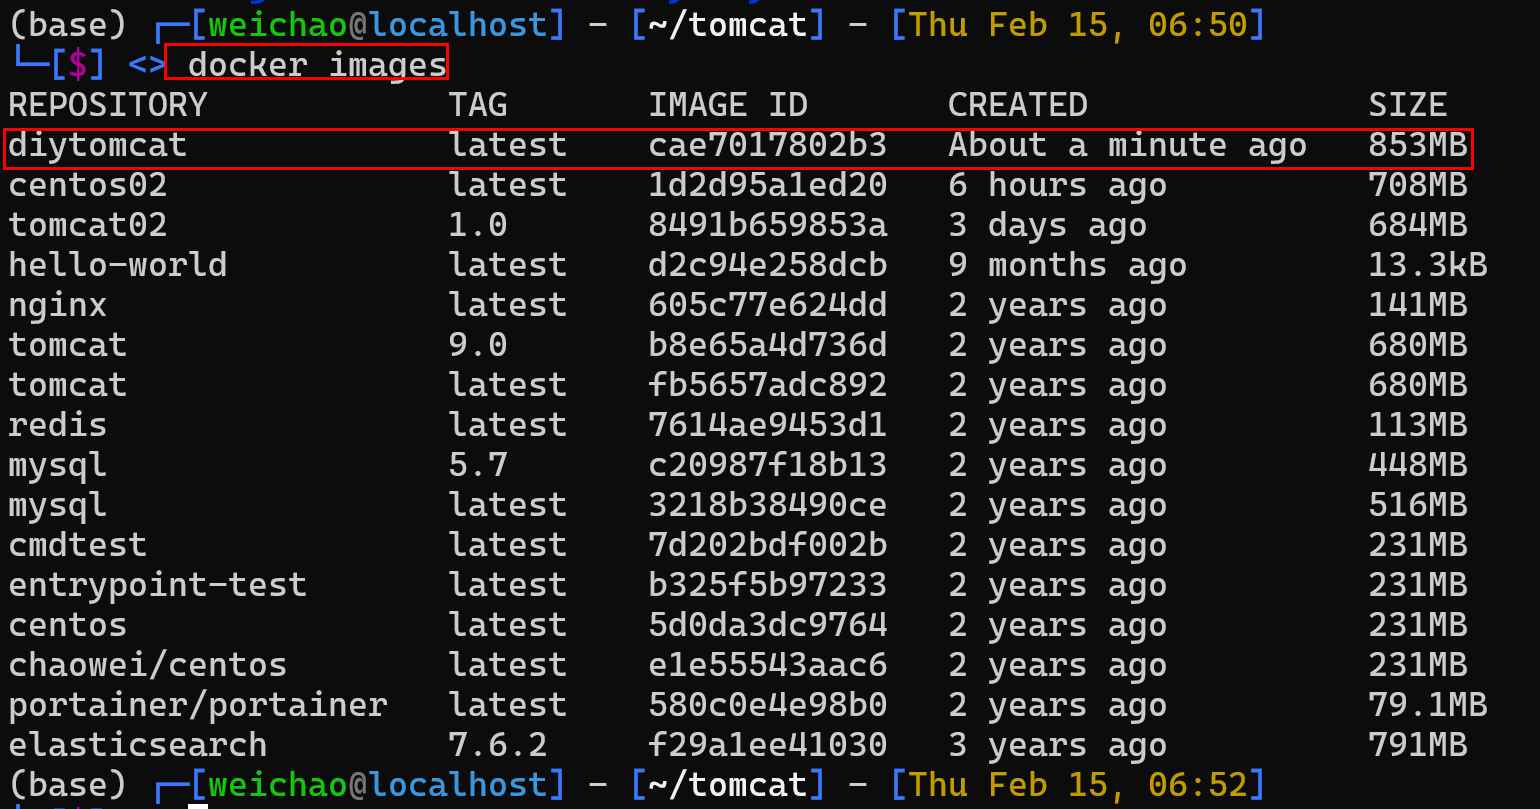 (base) ┌─[weichao@localhost] - [~/tomcat] - [Thu Feb 15, 06:50]
└─[$] <> docker images
REPOSITORY TAG IMAGE ID CREATED SIZE
diytomcat latest cae7017802b3 About a minute ago 853MB
centos02 latest 1d2d95a1ed20 6 hours ago 708MB
tomcat02 1.0 8491b659853a 3 days ago 684MB
hello-world latest d2c94e258dcb 9 months ago 13.3kB
nginx latest 605c77e624dd 2 years ago 141MB
tomcat 9.0 b8e65a4d736d 2 years ago 680MB
tomcat latest fb5657adc892 2 years ago 680MB
redis latest 7614ae9453d1 2 years ago 113MB
mysql 5.7 c20987f18b13 2 years ago 448MB
mysql latest 3218b38490ce 2 years ago 516MB
cmdtest latest 7d202bdf002b 2 years ago 231MB
entrypoint-test latest b325f5b97233 2 years ago 231MB
centos latest 5d0da3dc9764 2 years ago 231MB
chaowei/centos latest e1e55543aac6 2 years ago 231MB
portainer/portainer latest 580c0e4e98b0 2 years ago 79.1MB
elasticsearch 7.6.2 f29a1ee41030 3 years ago 791MB
(base) ┌─[weichao@localhost] - [~/tomcat] - [Thu Feb 15, 06:52]